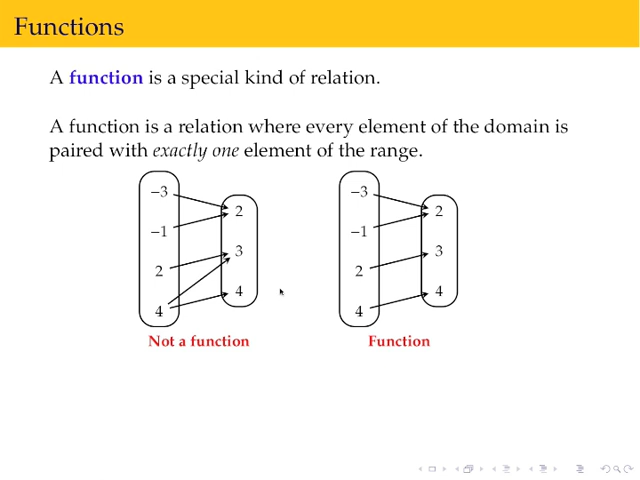 Functions
A function is a special kind of relation.
A function is a relation where every element of the domain is
paired with exactly one element of the range.
−3
2
−1
3
2
4
4
−3
2
−1
3
2
4
4
Not a function
Function